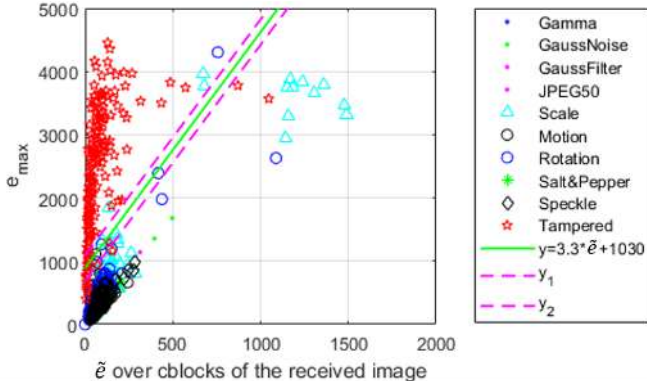 5000
4000
3000
2000
1000
0
e_max
0 500 1000 1500 2000
ẽ over cblocks of the received image
Gamma
GaussNoise
GaussFilter
JPEG50
Scale
Motion
Rotation
Salt&Pepper
Speckle
Tampered
y=3.3*ẽ+1030
y_1
y_2